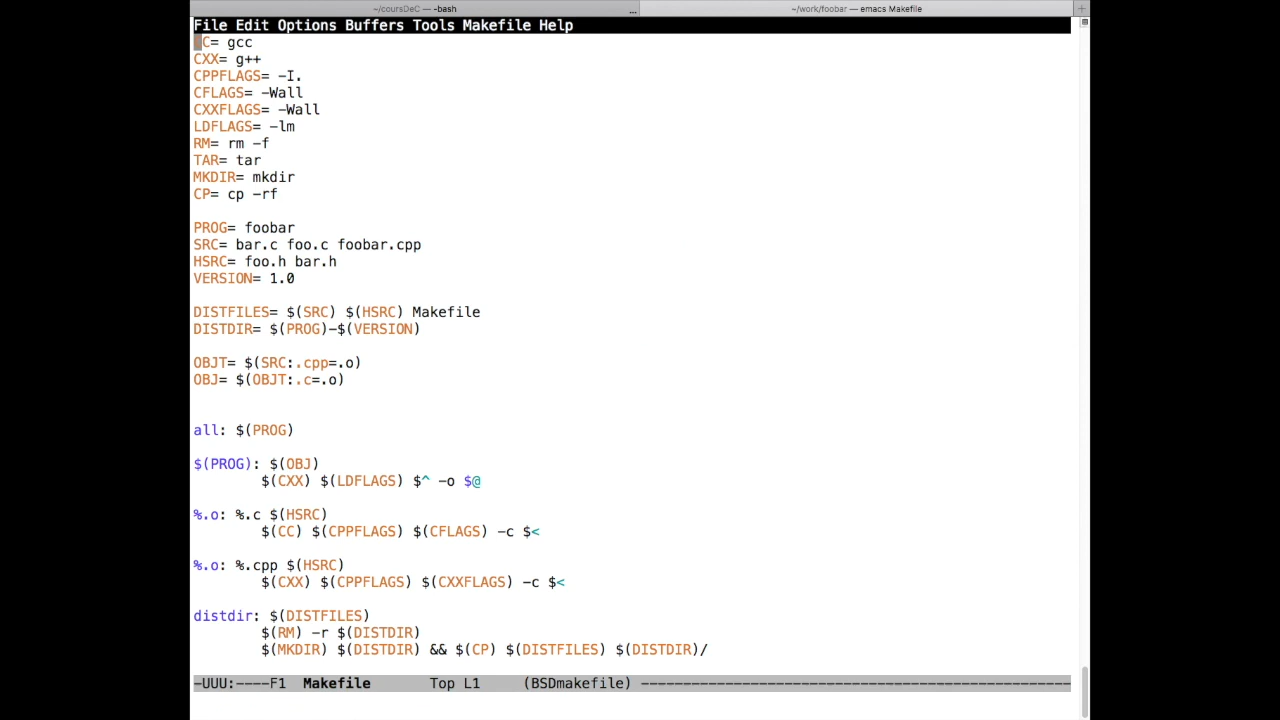 ~/coursDeC — -bash
~/work/foobar — emacs Makefile
File Edit Options Buffers Tools Makefile Help
CC= gcc
CXX= g++
CPPFLAGS= -I.
CFLAGS= -Wall
CXXFLAGS= -Wall
LDFLAGS= -lm
RM= rm -f
TAR= tar
MKDIR= mkdir
CP= cp -rf
PROG= foobar
SRC= bar.c foo.c foobar.cpp
HSRC= foo.h bar.h
VERSION= 1.0
DISTFILES= $(SRC) $(HSRC) Makefile
DISTDIR= $(PROG)-$(VERSION)
OBJT= $(SRC:.cpp=.o)
OBJ= $(OBJT:.c=.o)
all: $(PROG)
$(PROG): $(OBJ)
$(CXX) $(LDFLAGS) $^ -o $@
%.o: %.c $(HSRC)
$(CC) $(CPPFLAGS) $(CFLAGS) -c $<
%.o: %.cpp $(HSRC)
$(CXX) $(CPPFLAGS) $(CXXFLAGS) -c $<
distdir: $(DISTFILES)
$(RM) -r $(DISTDIR)
$(MKDIR) $(DISTDIR) && $(CP) $(DISTFILES) $(DISTDIR)/
-UUU:----F1 Makefile Top L1 (BSDmakefile) ---------------------------------------------------